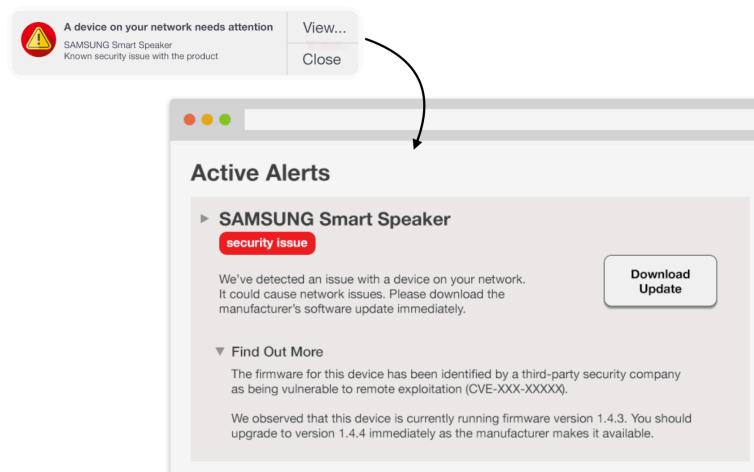 A device on your network needs attention
SAMSUNG Smart Speaker
Known security issue with the product
View...
Close
Active Alerts
SAMSUNG Smart Speaker
security issue
We've detected an issue with a device on your network.
It could cause network issues. Please download the
manufacturer's software update immediately.
Download
Update
Find Out More
The firmware for this device has been identified by a third-party security company
as being vulnerable to remote exploitation (CVE-XXX-XXXXX).
We observed that this device is currently running firmware version 1.4.3. You should
upgrade to version 1.4.4 immediately as the manufacturer makes it available.